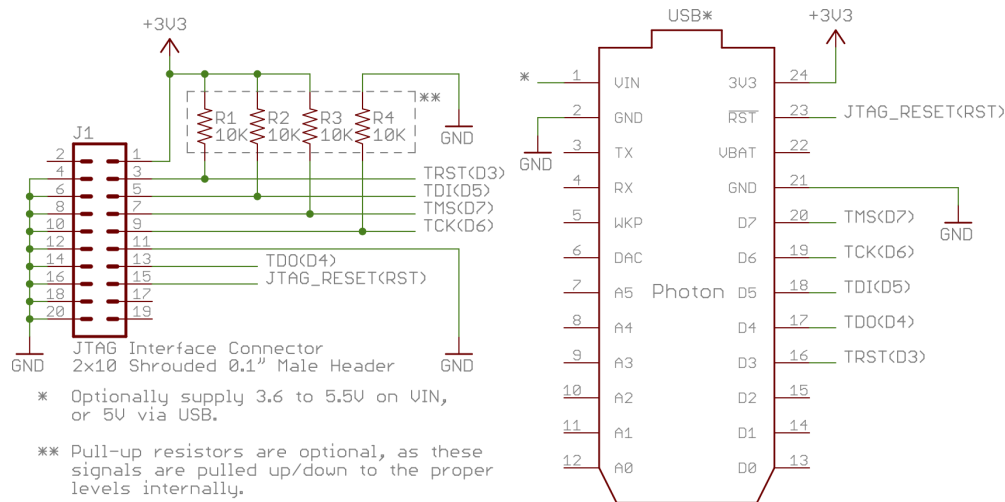 +3V3
**
R1 R2 R3 R4
10K 10K 10K 10K
GND
J1
2 1
4 3 TRST(D3)
6 5 TDI(D5)
8 7 TMS(D7)
10 9 TCK(D6)
12 11
14 13 TDO(D4)
16 15 JTAG_RESET(RST)
18 17
20 19
GND
GND
JTAG Interface Connector
2x10 Shrouded 0.1" Male Header
* Optionally supply 3.6 to 5.5V on VIN,
or 5V via USB.
** Pull-up resistors are optional, as these
signals are pulled up/down to the proper
levels internally.
USB*
+3V3
* 1 VIN 3V3 24
2 GND RST 23 JTAG_RESET(RST)
GND
3 TX VBAT 22
4 RX GND 21
GND
5 WKP D7 20 TMS(D7)
6 DAC D6 19 TCK(D6)
7 A5 Photon D5 18 TDI(D5)
8 A4 D4 17 TDO(D4)
9 A3 D3 16 TRST(D3)
10 A2 D2 15
11 A1 D1 14
12 A0 D0 13